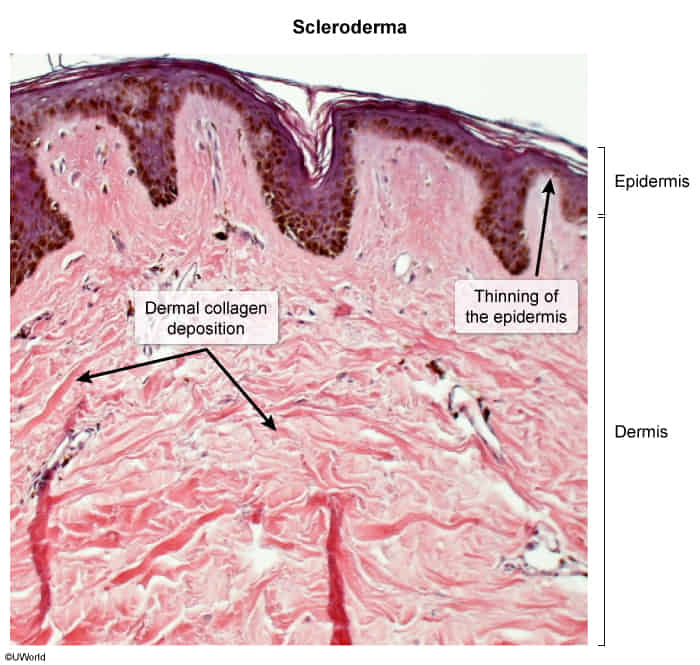 Scleroderma
Epidermis
Thinning of
the epidermis
Dermal collagen
deposition
Dermis
©UWorld